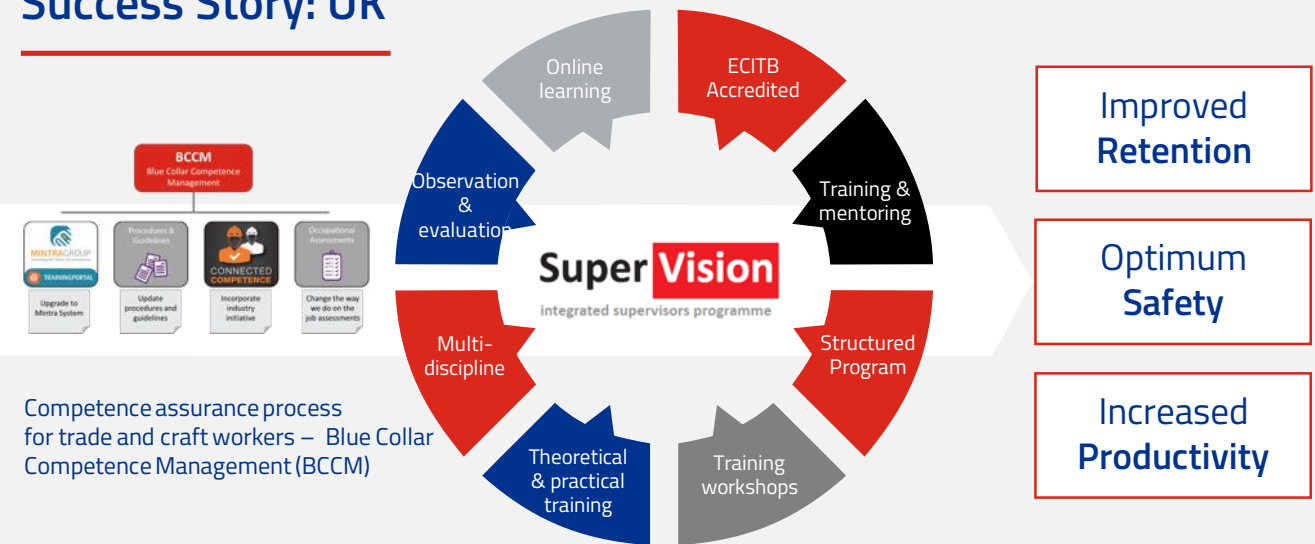 Success Story: UK
BCCM
Blue Collar Competence
Management
MINTRAGROUP
TRAININGPORTAL
Upgrade to
Mintra System
Procedures &
Guidelines
Update
procedures and
guidelines
CONNECTED
COMPETENCE
Incorporate
industry
initiative
Occupational
Assessments
Change the way
we do on the
job assessments
Competence assurance process
for trade and craft workers – Blue Collar
Competence Management (BCCM)
Online
learning
ECITB
Accredited
Training &
mentoring
Structured
Program
Training
workshops
Theoretical
& practical
training
Multi-
discipline
Observation
&
evaluation
Super Vision
integrated supervisors programme
Improved
Retention
Optimum
Safety
Increased
Productivity